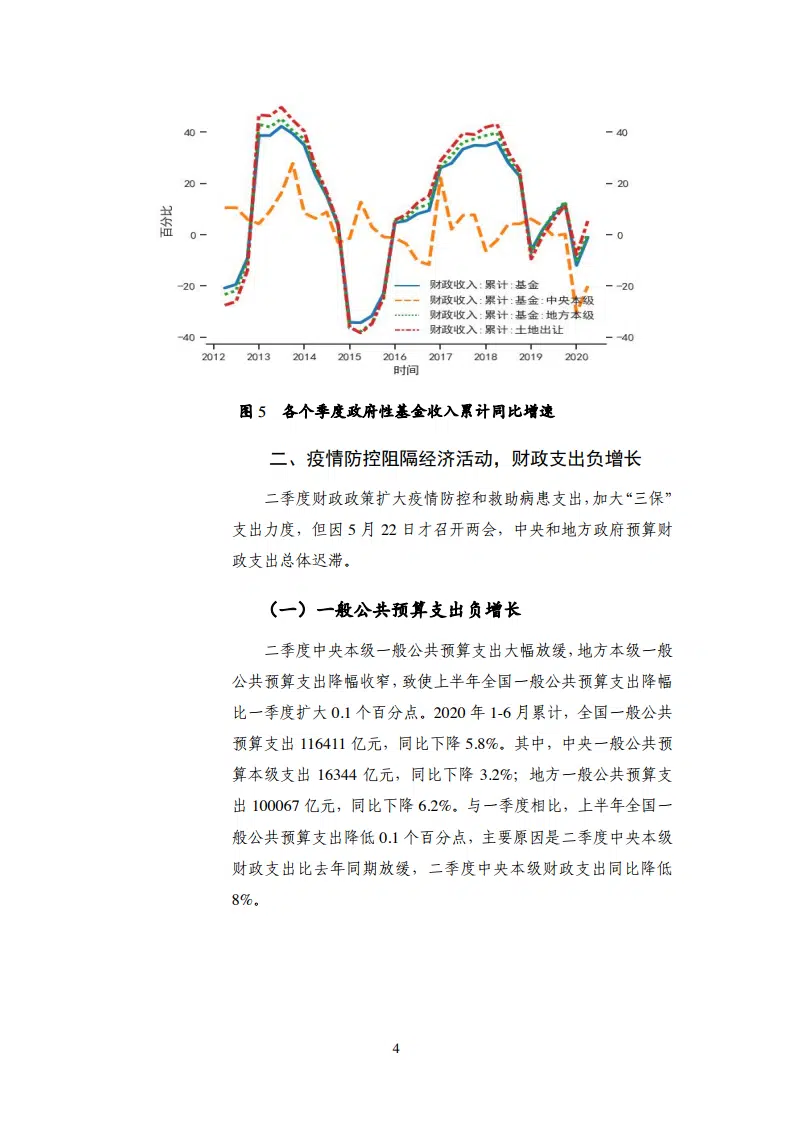 40
20
0
−20
−40
百分比
40
20
0
−20
−40
财政收入:累计:基金
财政收入:累计:基金:中央本级
财政收入:累计:基金:地方本级
财政收入:累计:土地出让
2012 2013 2014 2015 2016 2017 2018 2019 2020
时间
图 5 各个季度政府性基金收入累计同比增速
二、疫情防控阻隔经济活动，财政支出负增长
二季度财政政策扩大疫情防控和救助病患支出，加大“三保”
支出力度，但因 5 月 22 日才召开两会，中央和地方政府预算财
政支出总体迟滞。
（一）一般公共预算支出负增长
二季度中央本级一般公共预算支出大幅放缓，地方本级一般
公共预算支出降幅收窄，致使上半年全国一般公共预算支出降幅
比一季度扩大 0.1 个百分点。2020 年 1-6 月累计，全国一般公共
预算支出 116411 亿元，同比下降 5.8%。其中，中央一般公共预
算本级支出 16344 亿元，同比下降 3.2%；地方一般公共预算支
出 100067 亿元，同比下降 6.2%。与一季度相比，上半年全国一
般公共预算支出降低 0.1 个百分点，主要原因是二季度中央本级
财政支出比去年同期放缓，二季度中央本级财政支出同比降低
8%。
4